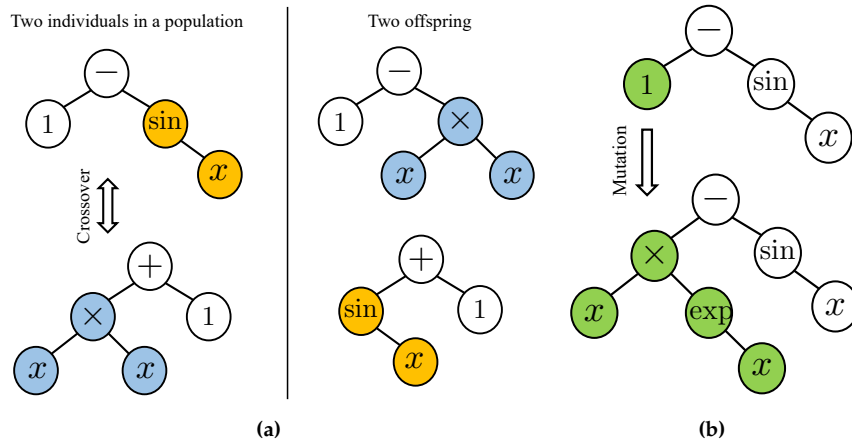 Two individuals in a population
−
1
sin
x
Crossover
+
×
1
x
x
Two offspring
−
1
×
x
x
+
sin
1
x
(a)
−
1
sin
x
Mutation
−
×
sin
x
exp
x
x
(b)